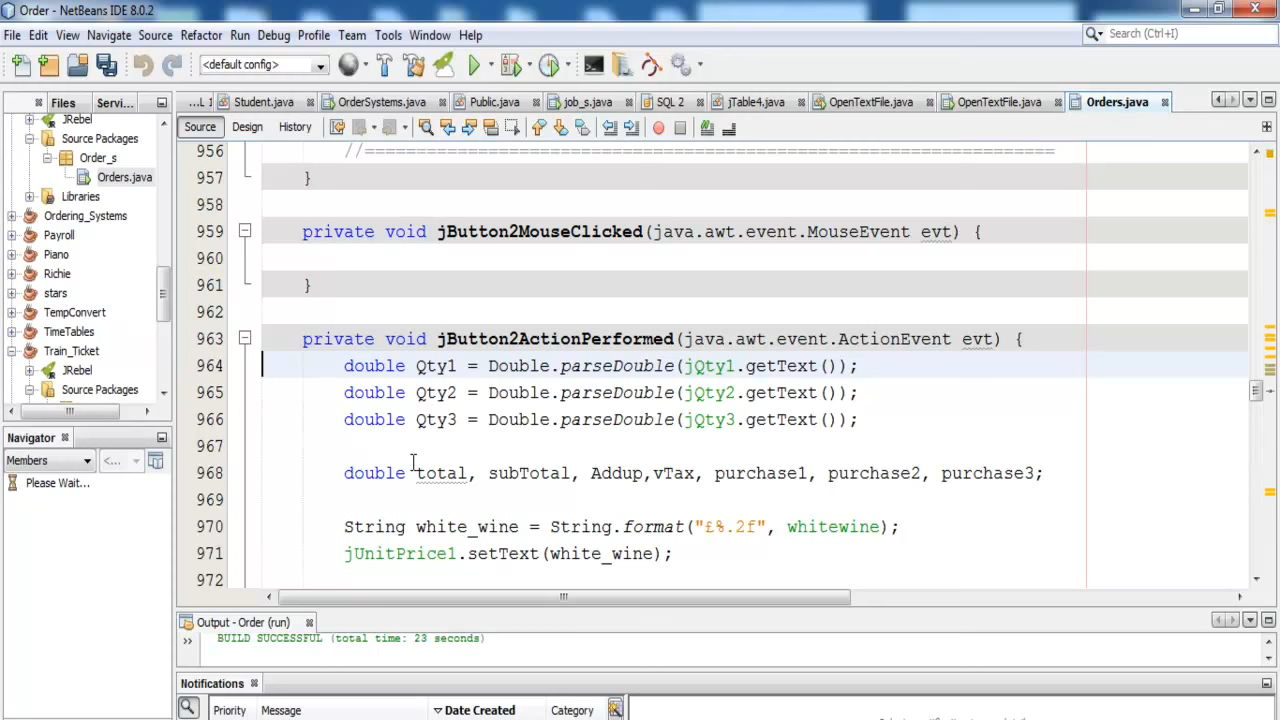 Order - NetBeans IDE 8.0.2
File Edit View Navigate Source Refactor Run Debug Profile Team Tools Window Help
Search (Ctrl+I)
<default config>
Files Servi...
...L 1 Student.java OrderSystems.java Public.java job_s.java SQL 2 jTable4.java OpenTextFile.java OpenTextFile.java Orders.java
Source Design History
JRebel
Source Packages
Order_s
Orders.java
Libraries
Ordering_Systems
Payroll
Piano
Richie
stars
TempConvert
TimeTables
Train_Ticket
JRebel
Source Packages
Navigator
Members <...
Please Wait...
956 //===================================================================
957 }
958
959 private void jButton2MouseClicked(java.awt.event.MouseEvent evt) {
960
961 }
962
963 private void jButton2ActionPerformed(java.awt.event.ActionEvent evt) {
964 double Qty1 = Double.parseDouble(jQty1.getText());
965 double Qty2 = Double.parseDouble(jQty2.getText());
966 double Qty3 = Double.parseDouble(jQty3.getText());
967
968 double total, subTotal, Addup,vTax, purchase1, purchase2, purchase3;
969
970 String white_wine = String.format("£%.2f", whitewine);
971 jUnitPrice1.setText(white_wine);
972
Output - Order (run)
BUILD SUCCESSFUL (total time: 23 seconds)
Notifications
Priority Message Date Created Category